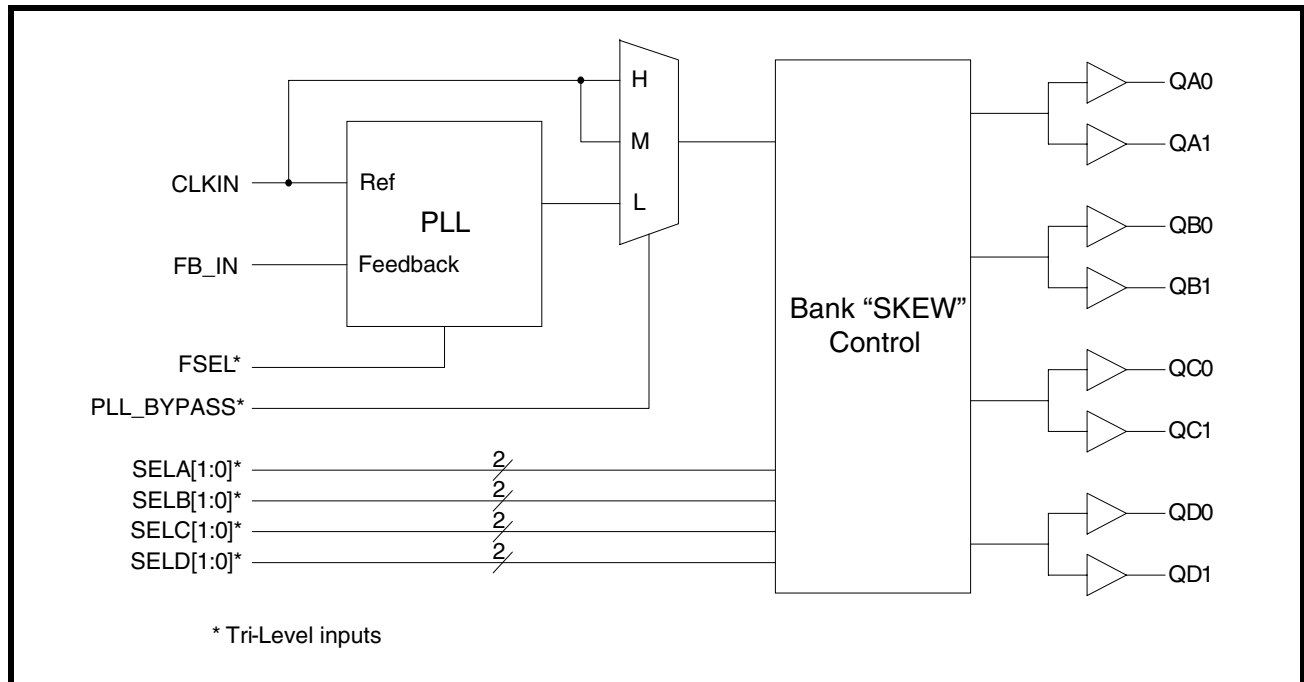 H
QA0
M
QA1
CLKIN
Ref
L
PLL
QB0
FB_IN
Feedback
QB1
Bank “SKEW”
Control
FSEL*
QC0
PLL_BYPASS*
QC1
SELA[1:0]*
2
SELB[1:0]*
2
SELC[1:0]*
2
SELD[1:0]*
2
QD0
QD1
* Tri-Level inputs